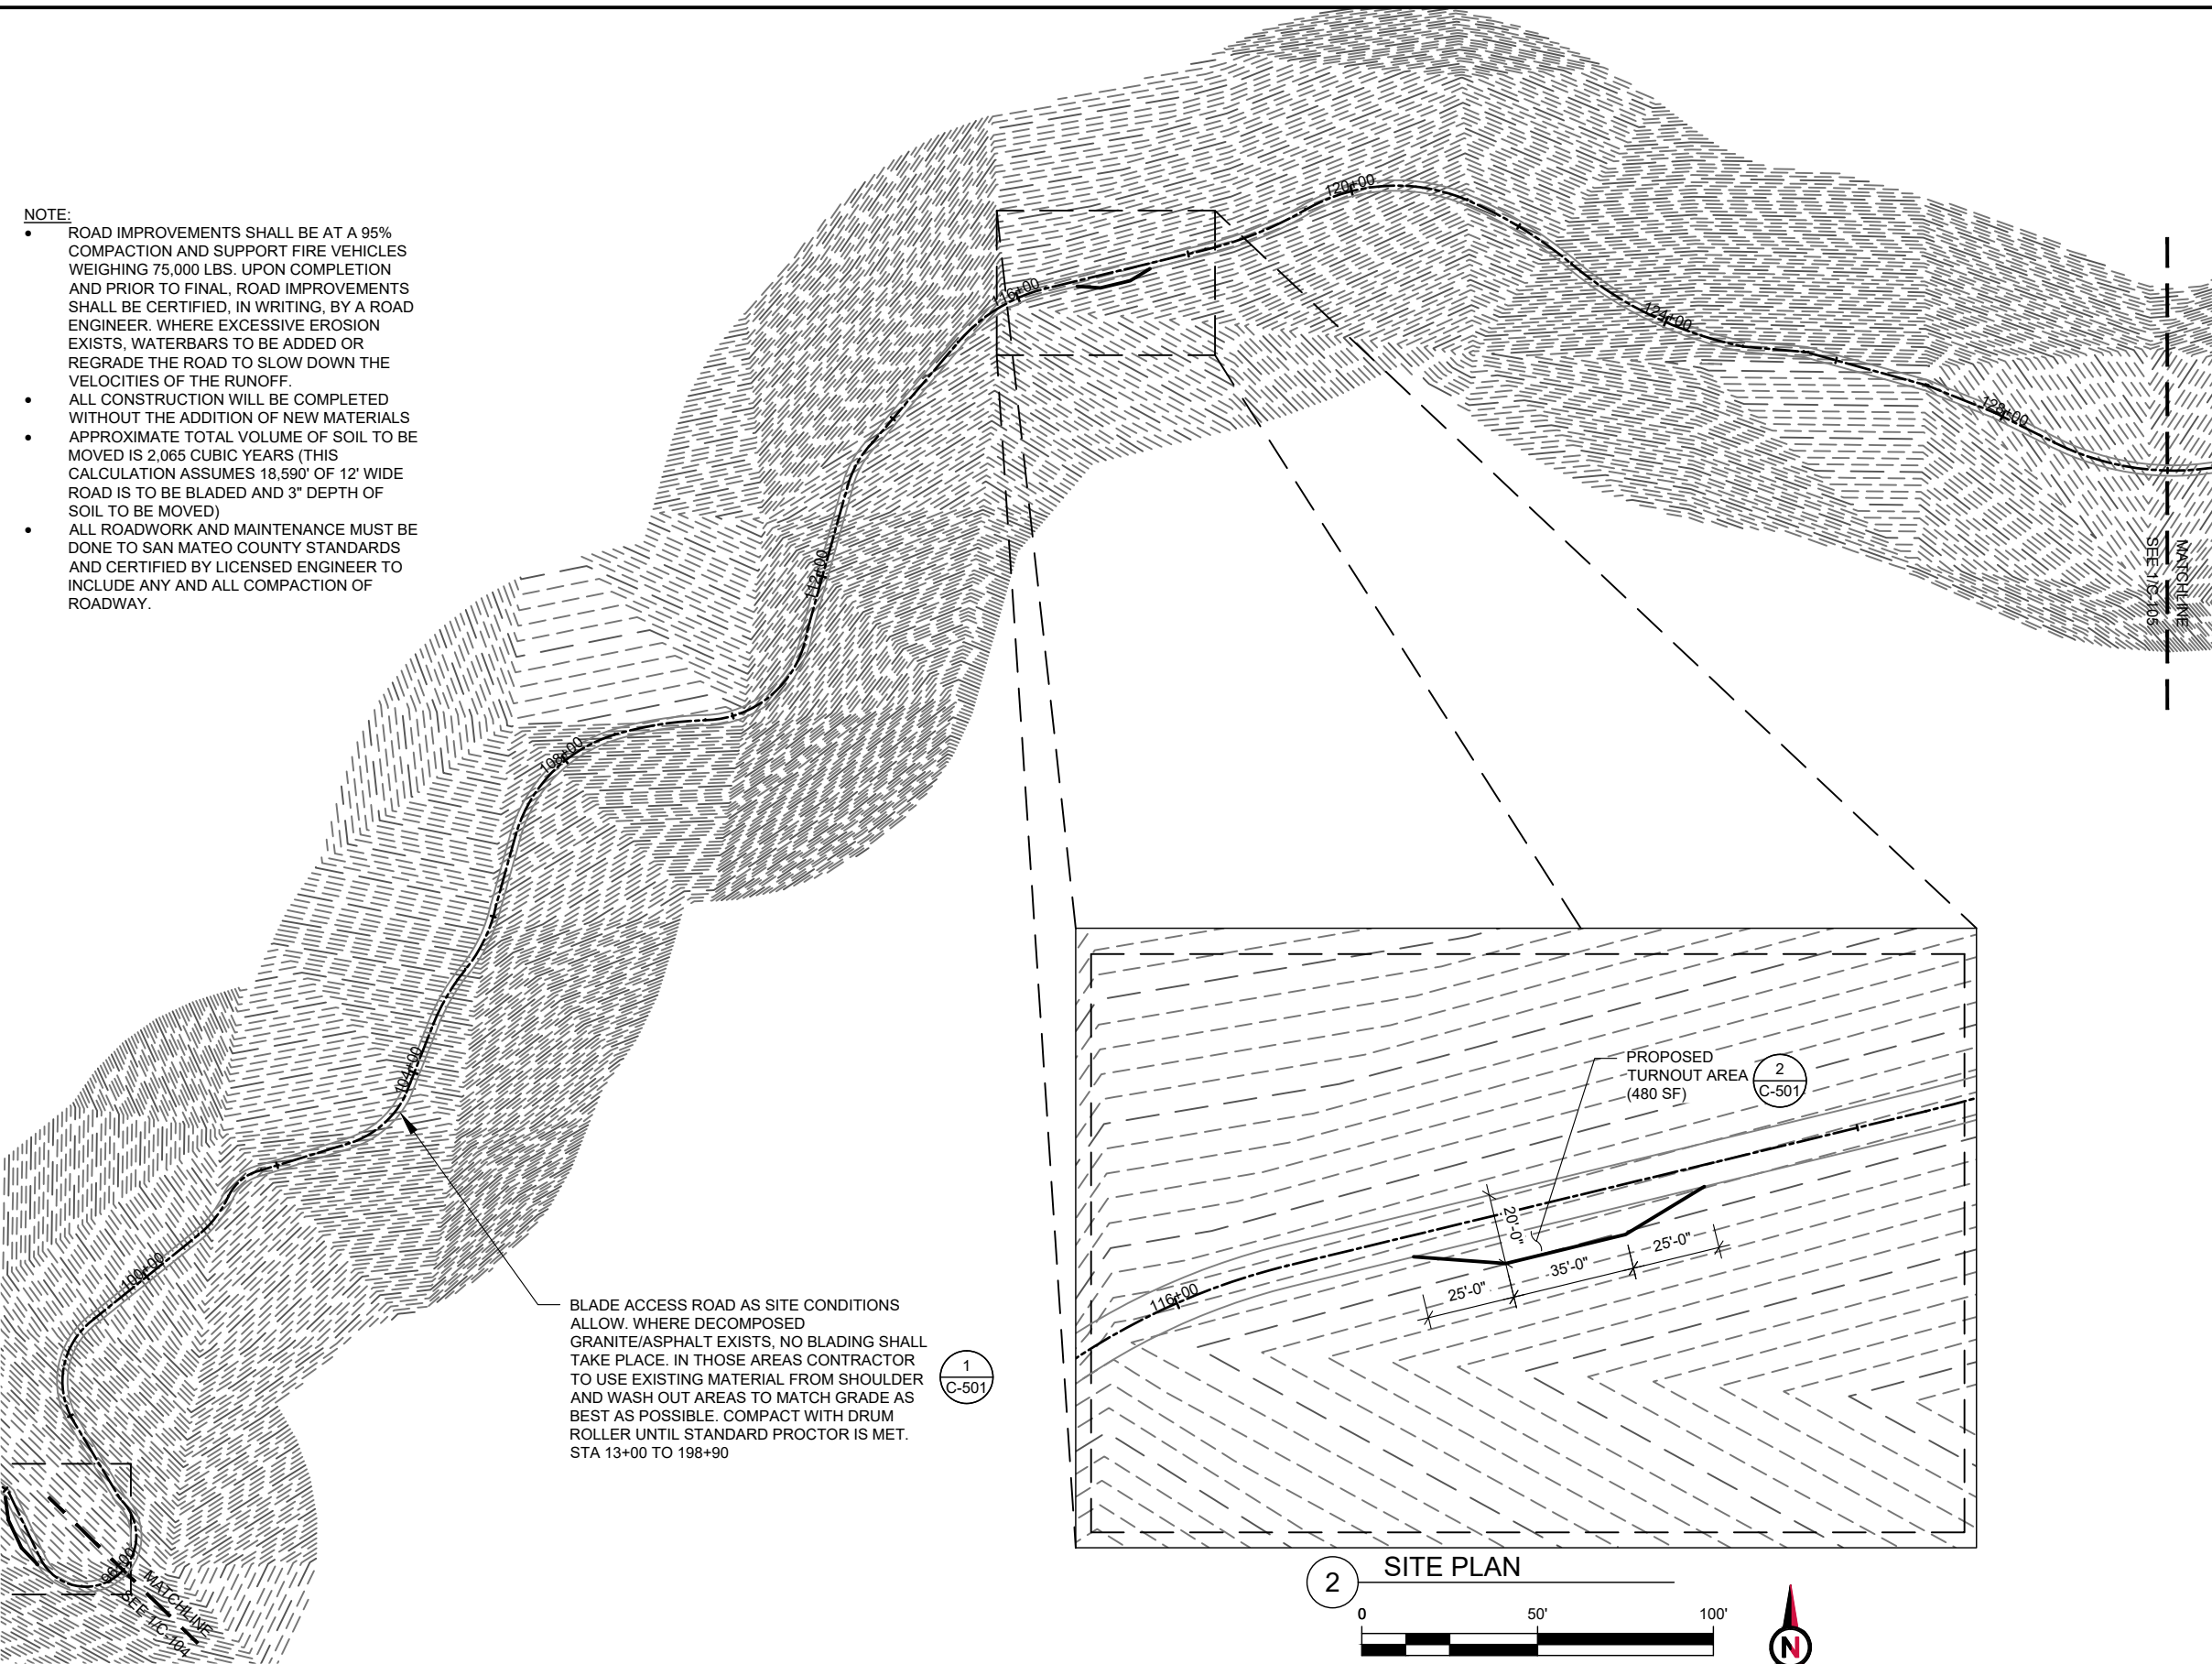 NOTE:
• ROAD IMPROVEMENTS SHALL BE AT A 95%
COMPACTION AND SUPPORT FIRE VEHICLES
WEIGHING 75,000 LBS. UPON COMPLETION
AND PRIOR TO FINAL, ROAD IMPROVEMENTS
SHALL BE CERTIFIED, IN WRITING, BY A ROAD
ENGINEER. WHERE EXCESSIVE EROSION
EXISTS, WATERBARS TO BE ADDED OR
REGRADE THE ROAD TO SLOW DOWN THE
VELOCITIES OF THE RUNOFF.
• ALL CONSTRUCTION WILL BE COMPLETED
WITHOUT THE ADDITION OF NEW MATERIALS
• APPROXIMATE TOTAL VOLUME OF SOIL TO BE
MOVED IS 2,065 CUBIC YEARS (THIS
CALCULATION ASSUMES 18,590' OF 12' WIDE
ROAD IS TO BE BLADED AND 3" DEPTH OF
SOIL TO BE MOVED)
• ALL ROADWORK AND MAINTENANCE MUST BE
DONE TO SAN MATEO COUNTY STANDARDS
AND CERTIFIED BY LICENSED ENGINEER TO
INCLUDE ANY AND ALL COMPACTION OF
ROADWAY.
120+00
116+00
124+00
128+00
MATCHLINE
SEE 1/C-105
112+00
108+00
104+00
100+00
96+00
MATCHLINE
SEE 1/C-104
BLADE ACCESS ROAD AS SITE CONDITIONS
ALLOW. WHERE DECOMPOSED
GRANITE/ASPHALT EXISTS, NO BLADING SHALL
TAKE PLACE. IN THOSE AREAS CONTRACTOR
TO USE EXISTING MATERIAL FROM SHOULDER
AND WASH OUT AREAS TO MATCH GRADE AS
BEST AS POSSIBLE. COMPACT WITH DRUM
ROLLER UNTIL STANDARD PROCTOR IS MET.
STA 13+00 TO 198+90
1
C-501
PROPOSED
TURNOUT AREA
(480 SF)
2
C-501
20'-0"
25'-0"
35'-0"
25'-0"
116+00
2 SITE PLAN
0 50' 100'
N